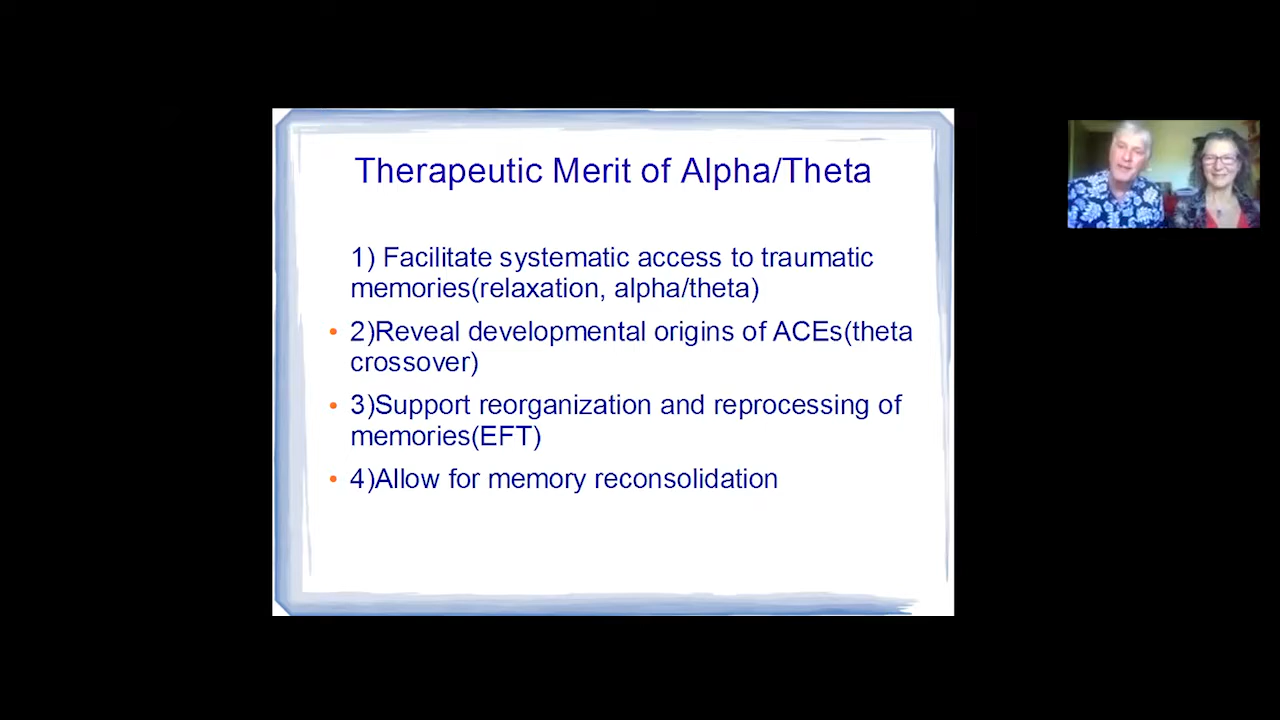 Therapeutic Merit of Alpha/Theta
1) Facilitate systematic access to traumatic
memories(relaxation, alpha/theta)
• 2)Reveal developmental origins of ACEs(theta
crossover)
• 3)Support reorganization and reprocessing of
memories(EFT)
• 4)Allow for memory reconsolidation